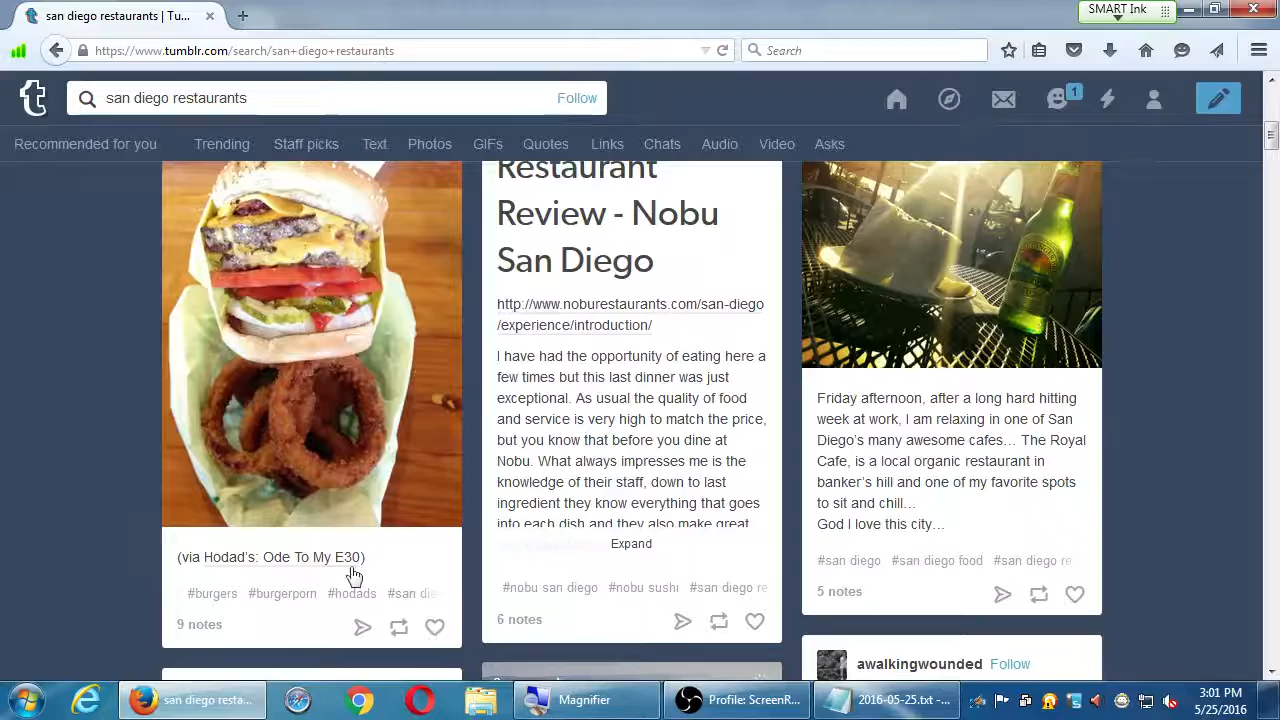 san diego restaurants | Tu...
SMART Ink
https://www.tumblr.com/search/san+diego+restaurants
Search
t
san diego restaurants
Follow
1
Recommended for you
Trending
Staff picks
Text
Photos
GIFs
Quotes
Links
Chats
Audio
Video
Asks
(via Hodad's: Ode To My E30)
#burgers #burgerporn #hodads #san die
9 notes
Restaurant
Review - Nobu
San Diego
http://www.noburestaurants.com/san-diego
/experience/introduction/
I have had the opportunity of eating here a
few times but this last dinner was just
exceptional. As usual the quality of food
and service is very high to match the price,
but you know that before you dine at
Nobu. What always impresses me is the
knowledge of their staff, down to last
ingredient they know everything that goes
into each dish and they also make great
Expand
#nobu san diego #nobu sushi #san diego re
6 notes
Friday afternoon, after a long hard hitting
week at work, I am relaxing in one of San
Diego's many awesome cafes... The Royal
Cafe, is a local organic restaurant in
banker's hill and one of my favorite spots
to sit and chill...
God I love this city...
#san diego #san diego food #san diego re
5 notes
awalkingwounded Follow
san diego resta...
Magnifier
Profile: ScreenR...
2016-05-25.txt -...
3:01 PM
5/25/2016